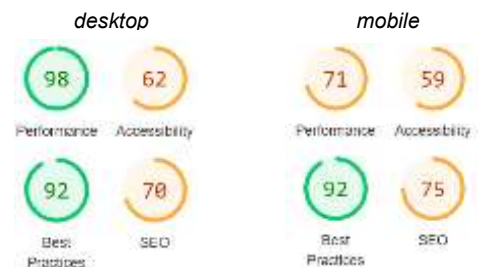 desktop mobile
98 62 71 59
Performance Accessibility Performance Accessibility
92 70 92 75
Best SEO Best SEO
Practices Practices